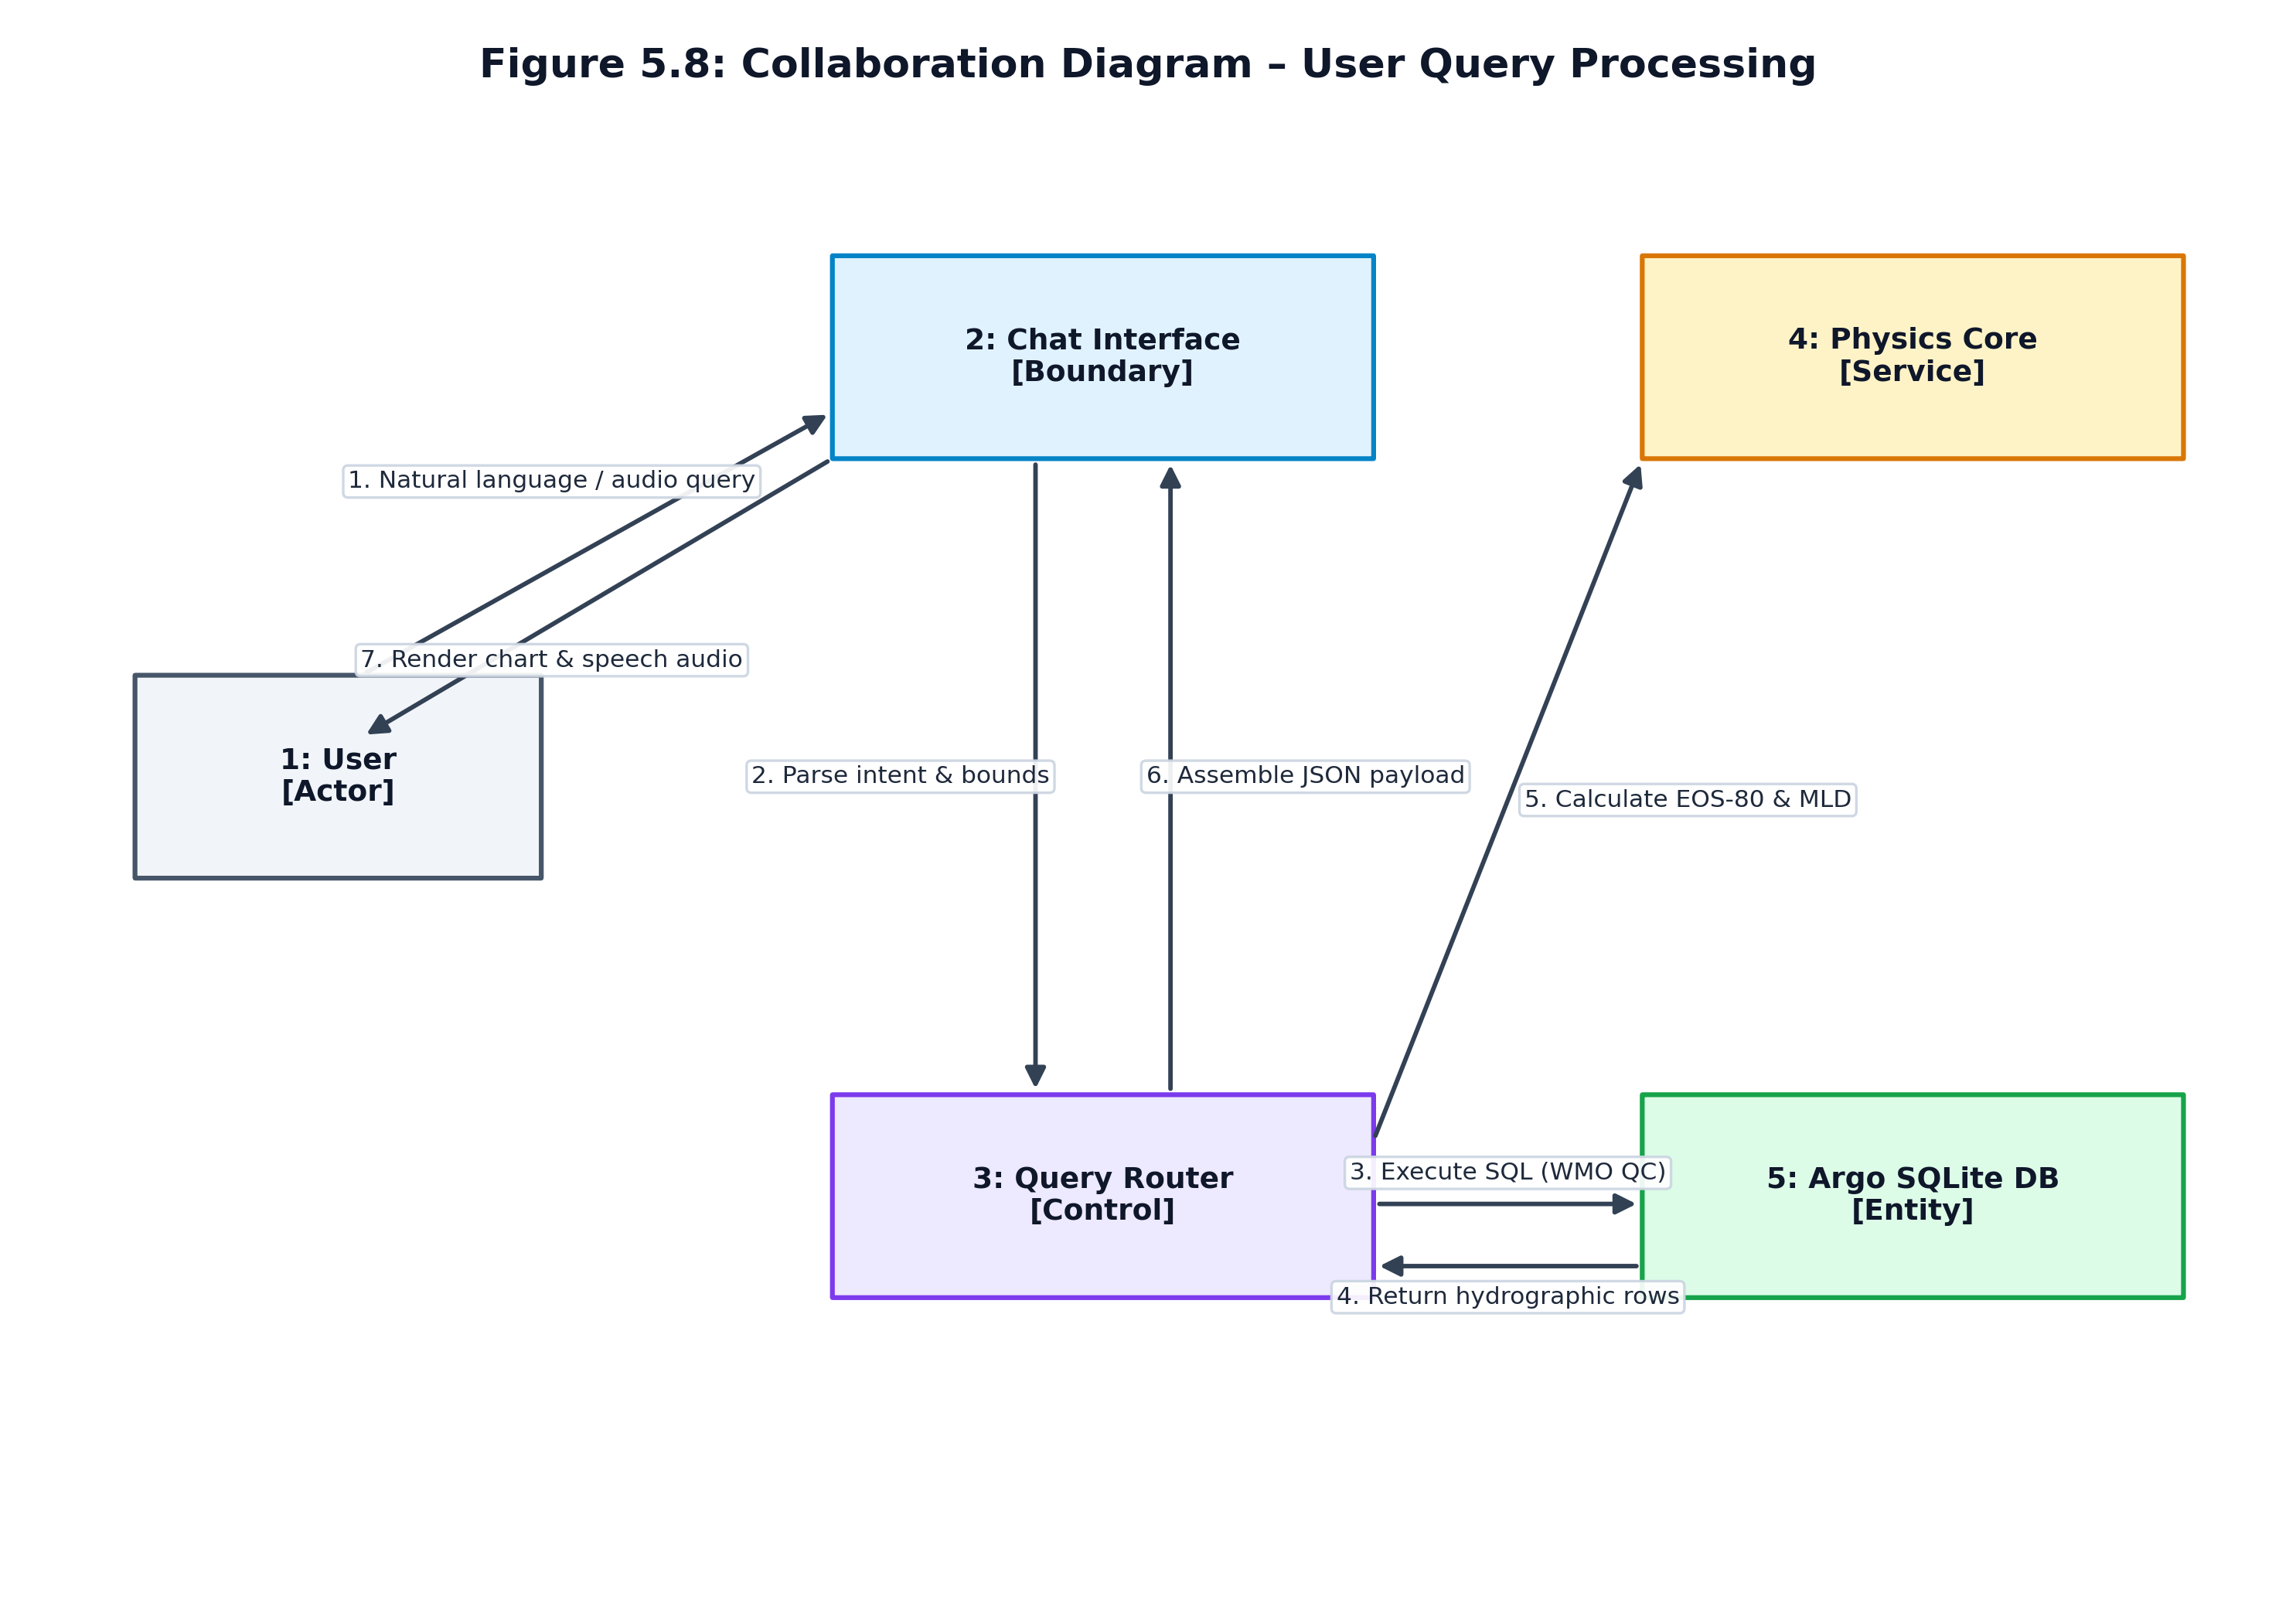 Figure 5.8: Collaboration Diagram – User Query Processing
2: Chat Interface
[Boundary]
4: Physics Core
[Service]
1. Natural language / audio query
7. Render chart & speech audio
1: User
[Actor]
2. Parse intent & bounds
6. Assemble JSON payload
5. Calculate EOS-80 & MLD
3: Query Router
[Control]
3. Execute SQL (WMO QC)
4. Return hydrographic rows
5: Argo SQLite DB
[Entity]